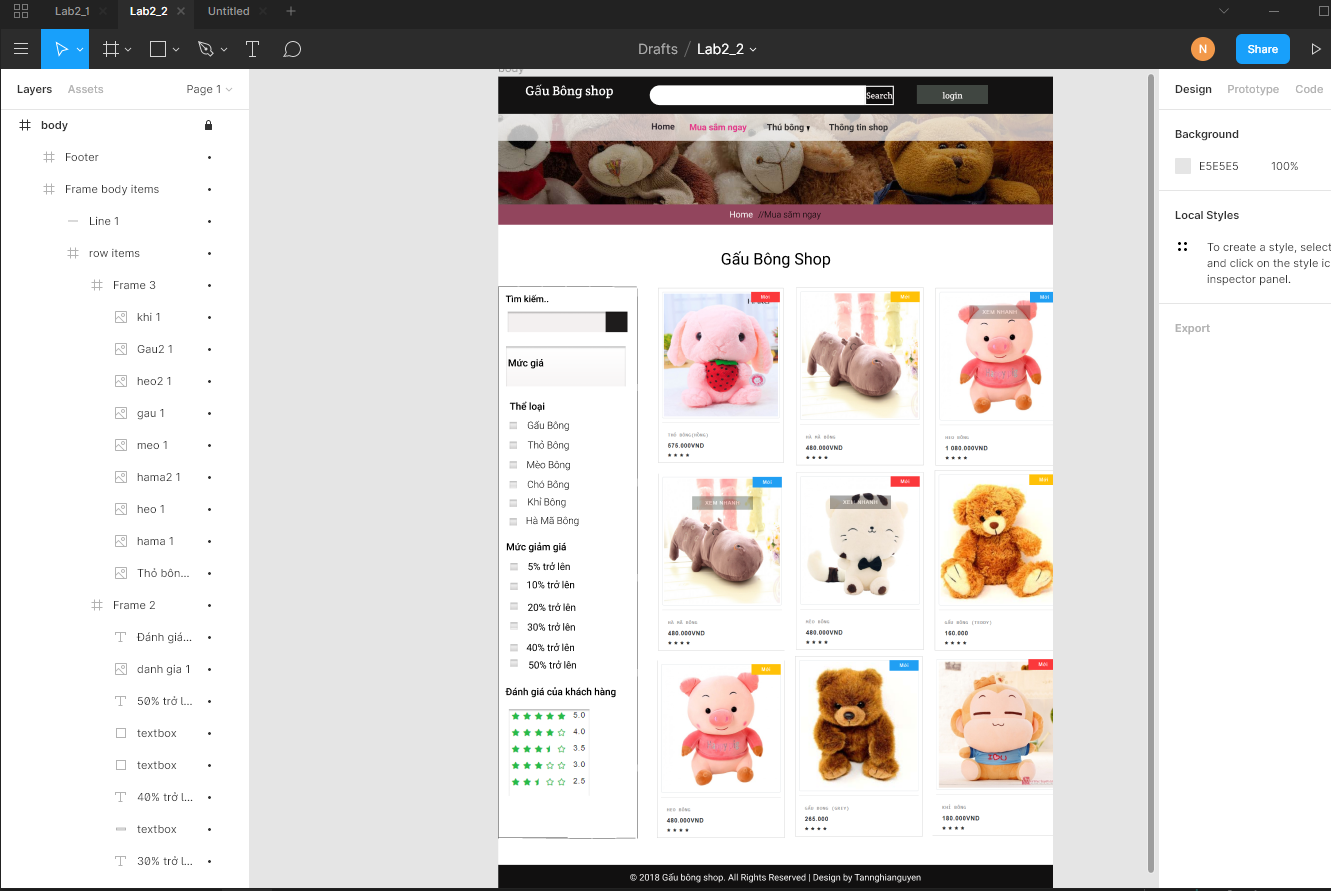 Lab2_1
Lab2_2
Untitled
Drafts / Lab2_2
N
Share
Layers
Assets
Page 1
Design
Prototype
Code
body
Footer
Frame body items
Line 1
row items
Frame 3
khỉ 1
Gau2 1
heo2 1
gau 1
meo 1
hama2 1
heo 1
hama 1
Thỏ bôn...
Frame 2
Đánh giá...
danh gia 1
50% trở l...
textbox
textbox
40% trở l...
textbox
30% trở l...
Background
E5E5E5 100%
Local Styles
To create a style, select
and click on the style ic
inspector panel.
Export
body
Gấu Bông shop
Search
login
Home
Mua sắm ngay
Thú bông ▾
Thông tin shop
Home //Mua sắm ngay
Gấu Bông Shop
Tìm kiếm..
Mức giá
Thể loại
Gấu Bông
Thỏ Bông
Mèo Bông
Chó Bông
Khỉ Bông
Hà Mã Bông
Mức giảm giá
5% trở lên
10% trở lên
20% trở lên
30% trở lên
40% trở lên
50% trở lên
Đánh giá của khách hàng
5.0
4.0
3.5
3.0
2.5
Mới
THỎ BÔNG(HỒNG)
575.000VND
Mới
HÀ MÃ BÔNG
480.000VND
Mới
XEM NHANH
HEO BÔNG
1 080.000VND
Mới
XEM NHANH
HÀ MÃ BÔNG
480.000VND
Mới
XEM NHANH
MÈO BÔNG
480.000VND
Mới
GẤU BÔNG (TEDDY)
160.000
Mới
HEO BÔNG
480.000VND
Mới
265.000
Mới
KHỈ BÔNG
180.000VND
© 2018 Gấu bông shop. All Rights Reserved | Design by Tannghianguyen